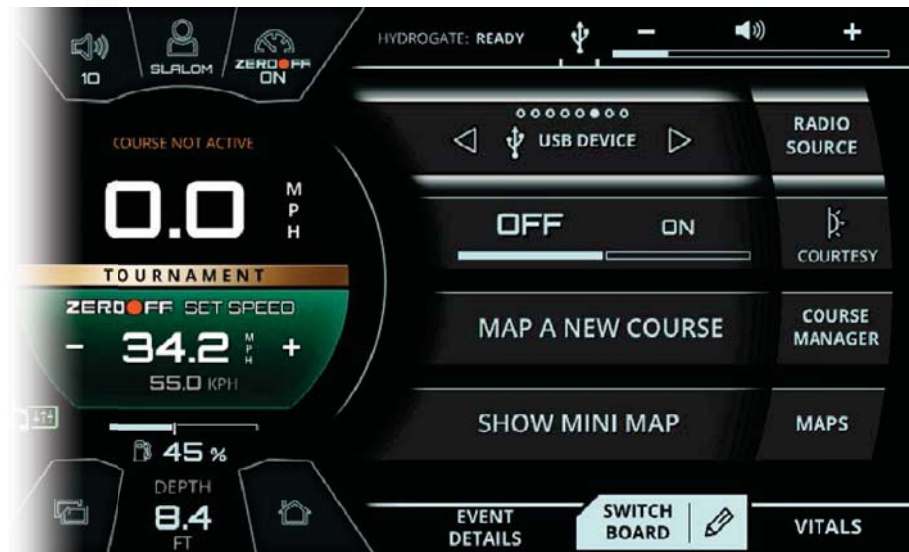 10
SLALOM
ZEROOFF
ON
HYDROGATE: READY
−
+
COURSE NOT ACTIVE
0.0
MPH
TOURNAMENT
ZEROOFF SET SPEED
− 34.2 MPH +
55.0 KPH
45 %
DEPTH
8.4
FT
USB DEVICE
RADIO
SOURCE
OFF ON
COURTESY
MAP A NEW COURSE
COURSE
MANAGER
SHOW MINI MAP
MAPS
EVENT
DETAILS
SWITCH
BOARD
VITALS